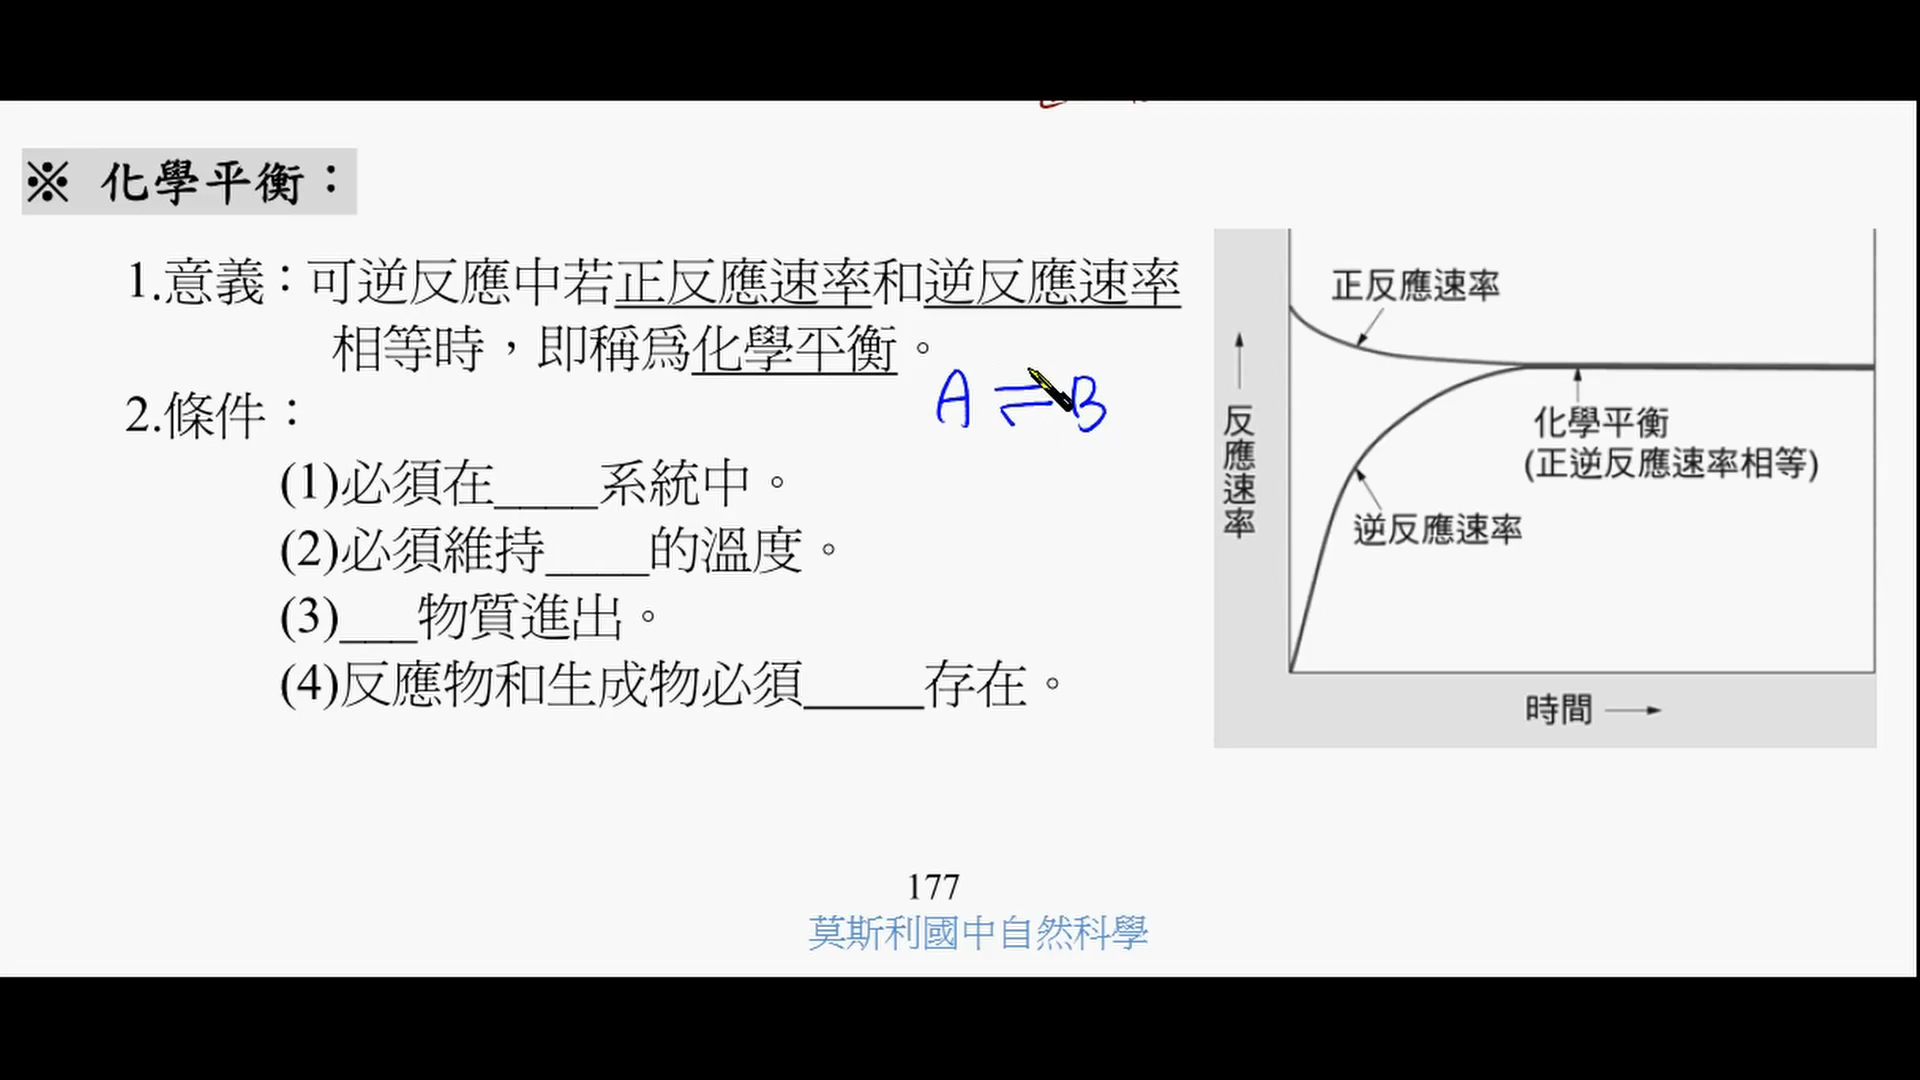 ※ 化學平衡：
1.意義：可逆反應中若正反應速率和逆反應速率
相等時，即稱為化學平衡。
A ⇌ B
2.條件：
(1)必須在____系統中。
(2)必須維持____的溫度。
(3)___物質進出。
(4)反應物和生成物必須_____存在。
正反應速率
化學平衡
(正逆反應速率相等)
逆反應速率
反應速率
時間
177
莫斯利國中自然科學